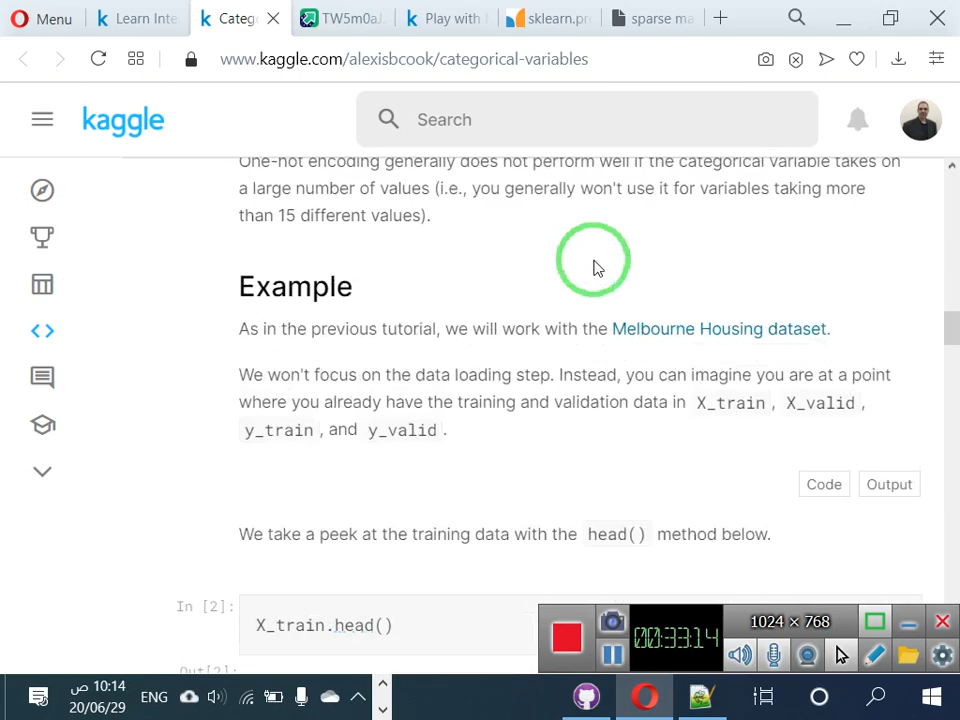 Menu
Learn Inte
Categ
TW5m0aJ
Play with
sklearn.pr
sparse ma
www.kaggle.com/alexisbcook/categorical-variables
kaggle
Search
One-hot encoding generally does not perform well if the categorical variable takes on
a large number of values (i.e., you generally won't use it for variables taking more
than 15 different values).
Example
As in the previous tutorial, we will work with the Melbourne Housing dataset.
We won't focus on the data loading step. Instead, you can imagine you are at a point
where you already have the training and validation data in X_train, X_valid,
y_train, and y_valid.
Code
Output
We take a peek at the training data with the head() method below.
In [2]:
X_train.head()
Out[2]:
1024 × 768
00:33:14
10:14 ص
20/06/29
ENG